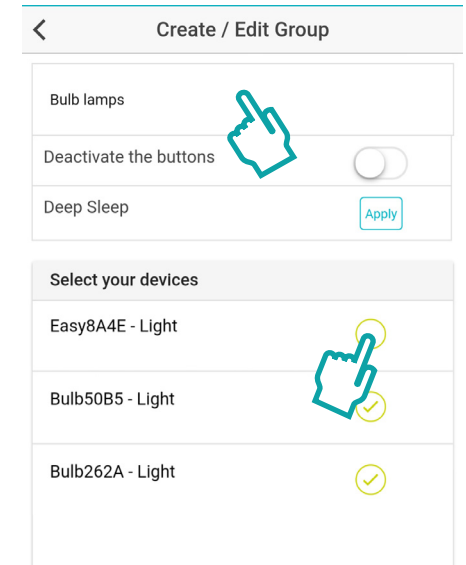 Create / Edit Group
Bulb lamps
Deactivate the buttons
Deep Sleep
Apply
Select your devices
Easy8A4E - Light
Bulb50B5 - Light
Bulb262A - Light